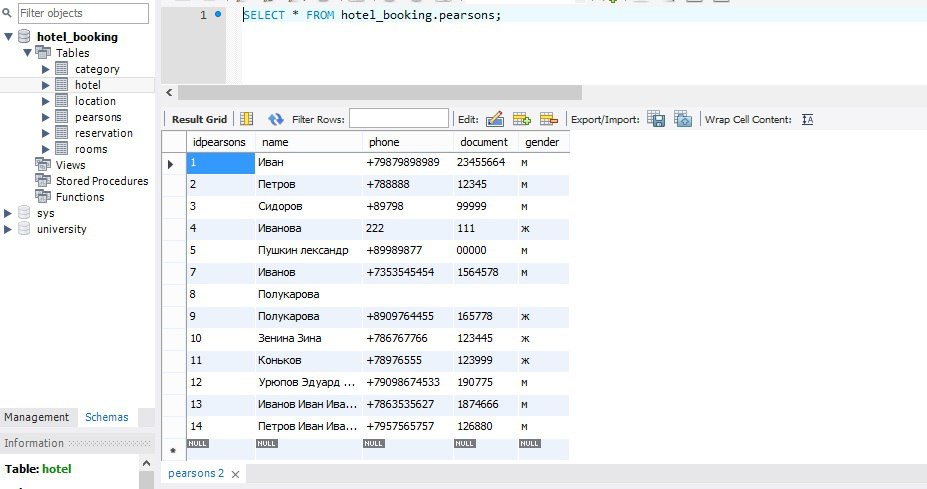 Filter objects
hotel_booking
Tables
category
hotel
location
pearsons
reservation
rooms
Views
Stored Procedures
Functions
sys
university
Management Schemas
Information
Table: hotel
1 SELECT * FROM hotel_booking.pearsons;
Result Grid Filter Rows: Edit: Export/Import: Wrap Cell Content: IA
idpearsons name phone document gender
1 Иван +79879898989 23455664 м
2 Петров +788888 12345 м
3 Сидоров +89798 99999 м
4 Иванова 222 111 ж
5 Пушкин лександр +89989877 00000 м
7 Иванов +7353545454 1564578 м
8 Полукарова
9 Полукарова +8909764455 165778 ж
10 Зенина Зина +786767766 123445 ж
11 Коньков +78976555 123999 ж
12 Урюпов Эдуард ... +79098674533 190775 м
13 Иванов Иван Ива... +7863535627 1874666 м
14 Петров Иван Ива... +7957565757 126880 м
NULL NULL NULL NULL NULL
pearsons 2